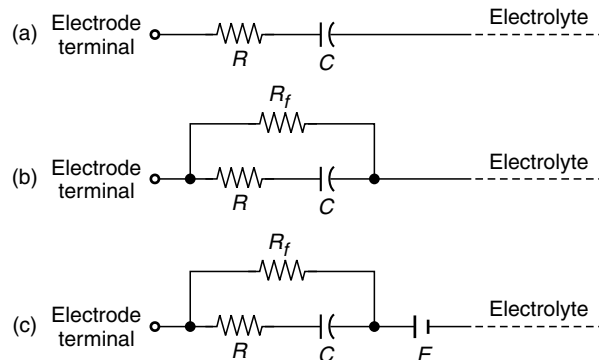 (a) Electrode terminal
R
C
Electrolyte
R_f
(b) Electrode terminal
R
C
Electrolyte
R_f
(c) Electrode terminal
R
C
E
Electrolyte